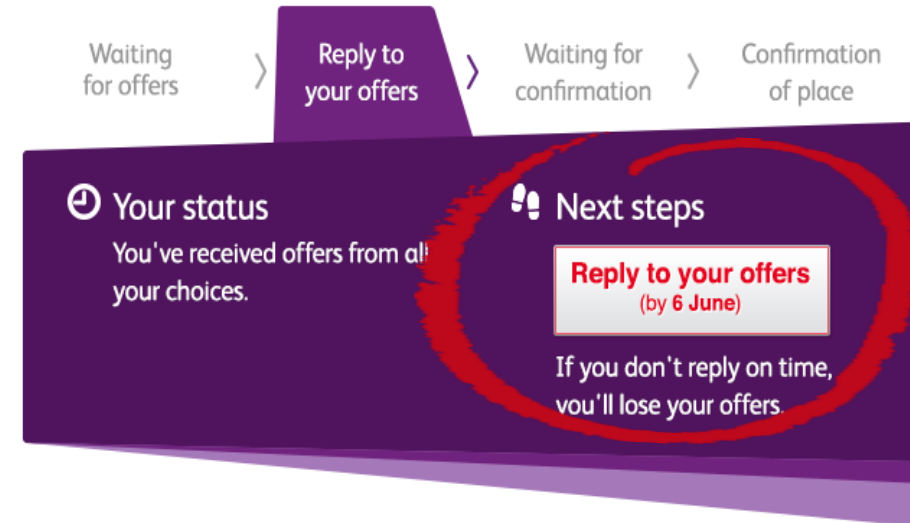 Waiting
for offers
Reply to
your offers
Waiting for
confirmation
Confirmation
of place
Your status
You've received offers from all
your choices.
Next steps
Reply to your offers
(by 6 June)
If you don't reply on time,
you'll lose your offers.